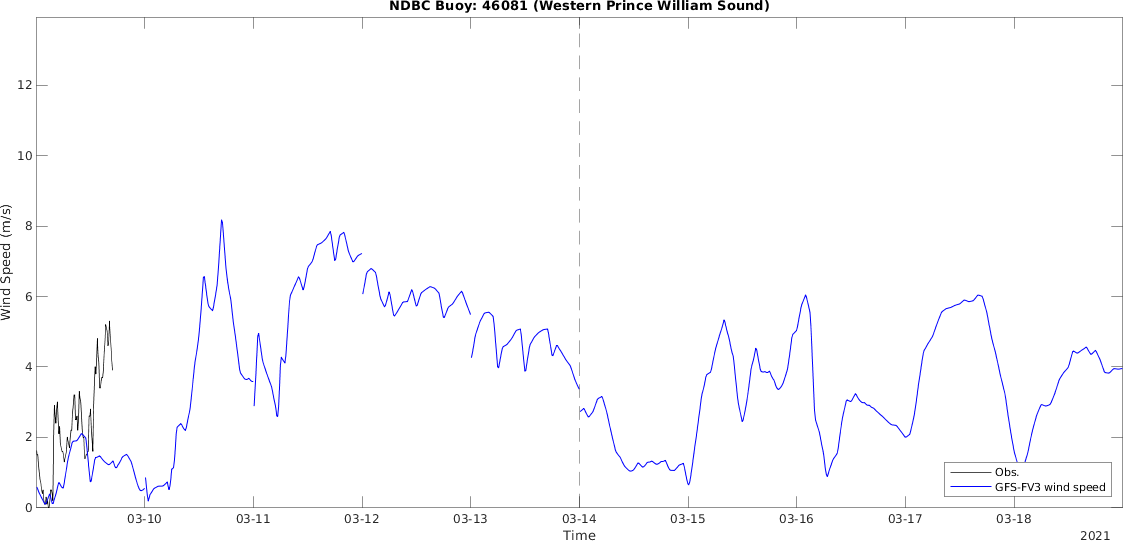 NDBC Buoy: 46081 (Western Prince William Sound)
Wind Speed (m/s)
12
10
8
6
4
2
0
03-10 03-11 03-12 03-13 03-14 03-15 03-16 03-17 03-18
Time
2021
Obs.
GFS-FV3 wind speed